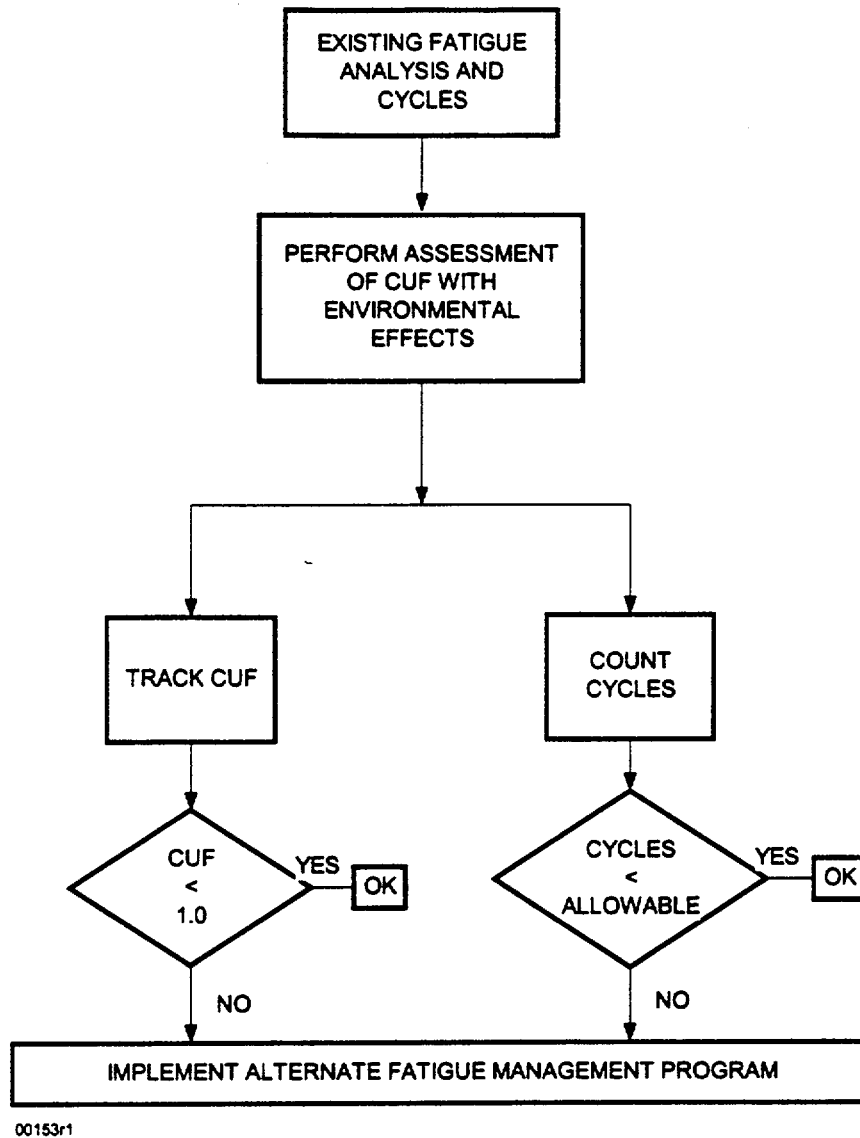 EXISTING FATIGUE
ANALYSIS AND
CYCLES
PERFORM ASSESSMENT
OF CUF WITH
ENVIRONMENTAL
EFFECTS
TRACK CUF
COUNT
CYCLES
CUF
<
1.0
YES
OK
CYCLES
<
ALLOWABLE
YES
OK
NO
NO
IMPLEMENT ALTERNATE FATIGUE MANAGEMENT PROGRAM
00153r1